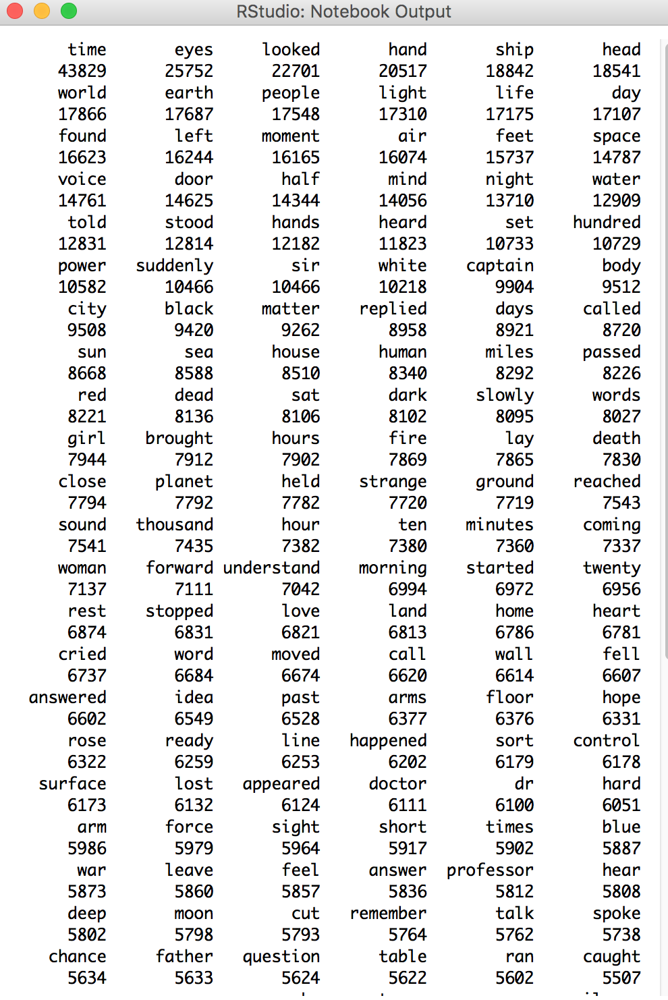 RStudio: Notebook Output
time eyes looked hand ship head
43829 25752 22701 20517 18842 18541
world earth people light life day
17866 17687 17548 17310 17175 17107
found left moment air feet space
16623 16244 16165 16074 15737 14787
voice door half mind night water
14761 14625 14344 14056 13710 12909
told stood hands heard set hundred
12831 12814 12182 11823 10733 10729
power suddenly sir white captain body
10582 10466 10466 10218 9904 9512
city black matter replied days called
9508 9420 9262 8958 8921 8720
sun sea house human miles passed
8668 8588 8510 8340 8292 8226
red dead sat dark slowly words
8221 8136 8106 8102 8095 8027
girl brought hours fire lay death
7944 7912 7902 7869 7865 7830
close planet held strange ground reached
7794 7792 7782 7720 7719 7543
sound thousand hour ten minutes coming
7541 7435 7382 7380 7360 7337
woman forward understand morning started twenty
7137 7111 7042 6994 6972 6956
rest stopped love land home heart
6874 6831 6821 6813 6786 6781
cried word moved call wall fell
6737 6684 6674 6620 6614 6607
answered idea past arms floor hope
6602 6549 6528 6377 6376 6331
rose ready line happened sort control
6322 6259 6253 6202 6179 6178
surface lost appeared doctor dr hard
6173 6132 6124 6111 6100 6051
arm force sight short times blue
5986 5979 5964 5917 5902 5887
war leave feel answer professor hear
5873 5860 5857 5836 5812 5808
deep moon cut remember talk spoke
5802 5798 5793 5764 5762 5738
chance father question table ran caught
5634 5633 5624 5622 5602 5507